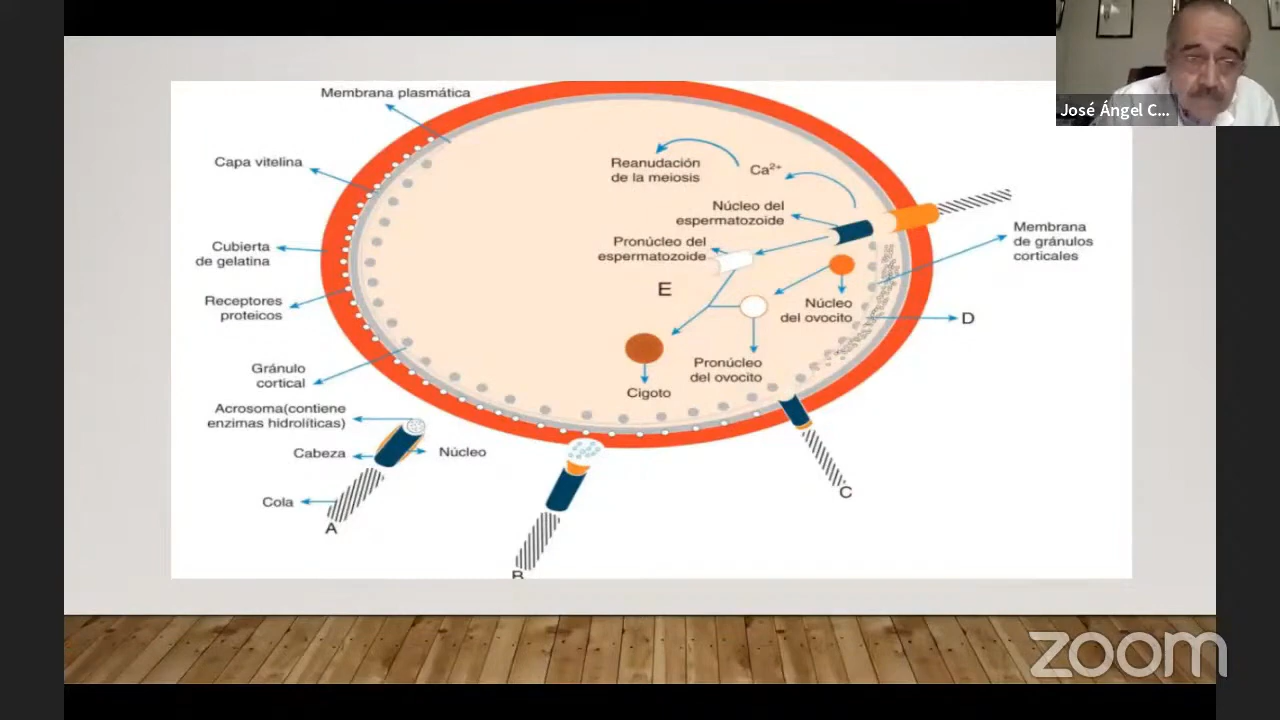 José Ángel C...
Membrana plasmática
Capa vitelina
Reanudación
de la meiosis
Ca²⁺
Núcleo del
espermatozoide
Membrana
de gránulos
corticales
Cubierta
de gelatina
Pronúcleo del
espermatozoide
E
Receptores
proteicos
Núcleo
del ovocito
D
Gránulo
cortical
Pronúcleo
del ovocito
Cigoto
Acrosoma(contiene
enzimas hidrolíticas)
Cabeza
Núcleo
Cola
A
C
B
zoom